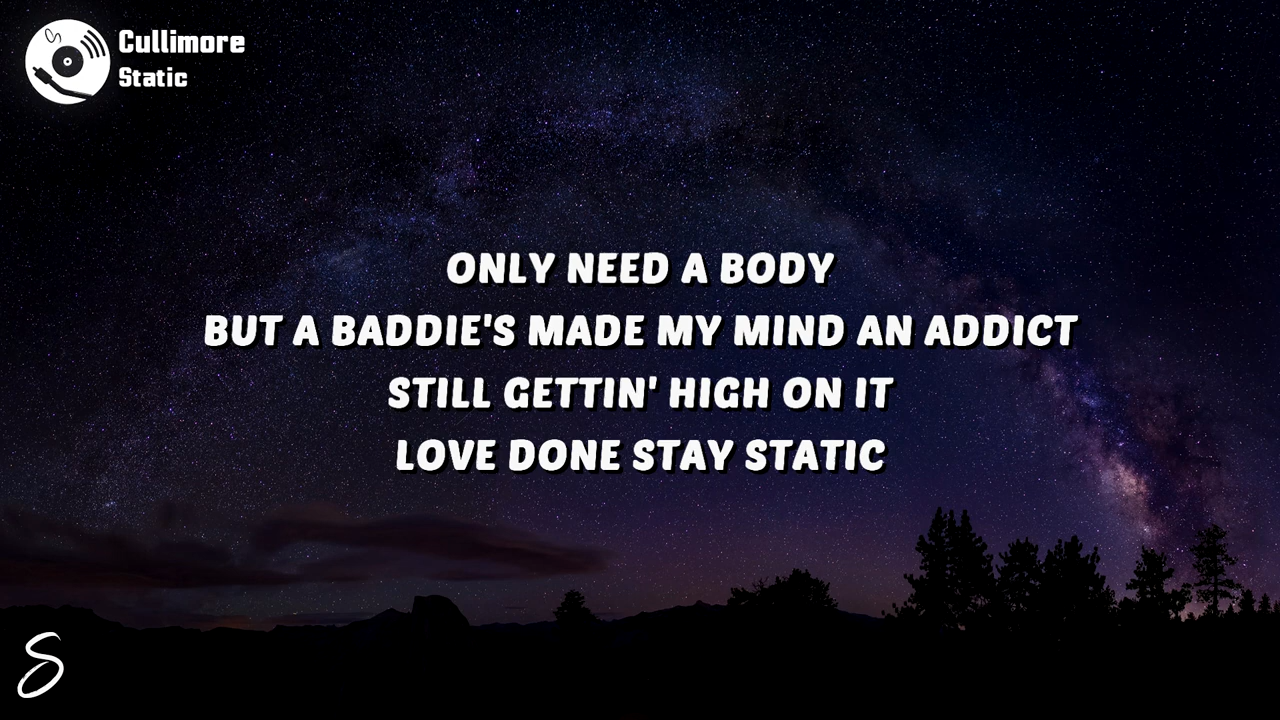 Cullimore
Static
ONLY NEED A BODY
BUT A BADDIE'S MADE MY MIND AN ADDICT
STILL GETTIN' HIGH ON IT
LOVE DONE STAY STATIC
S